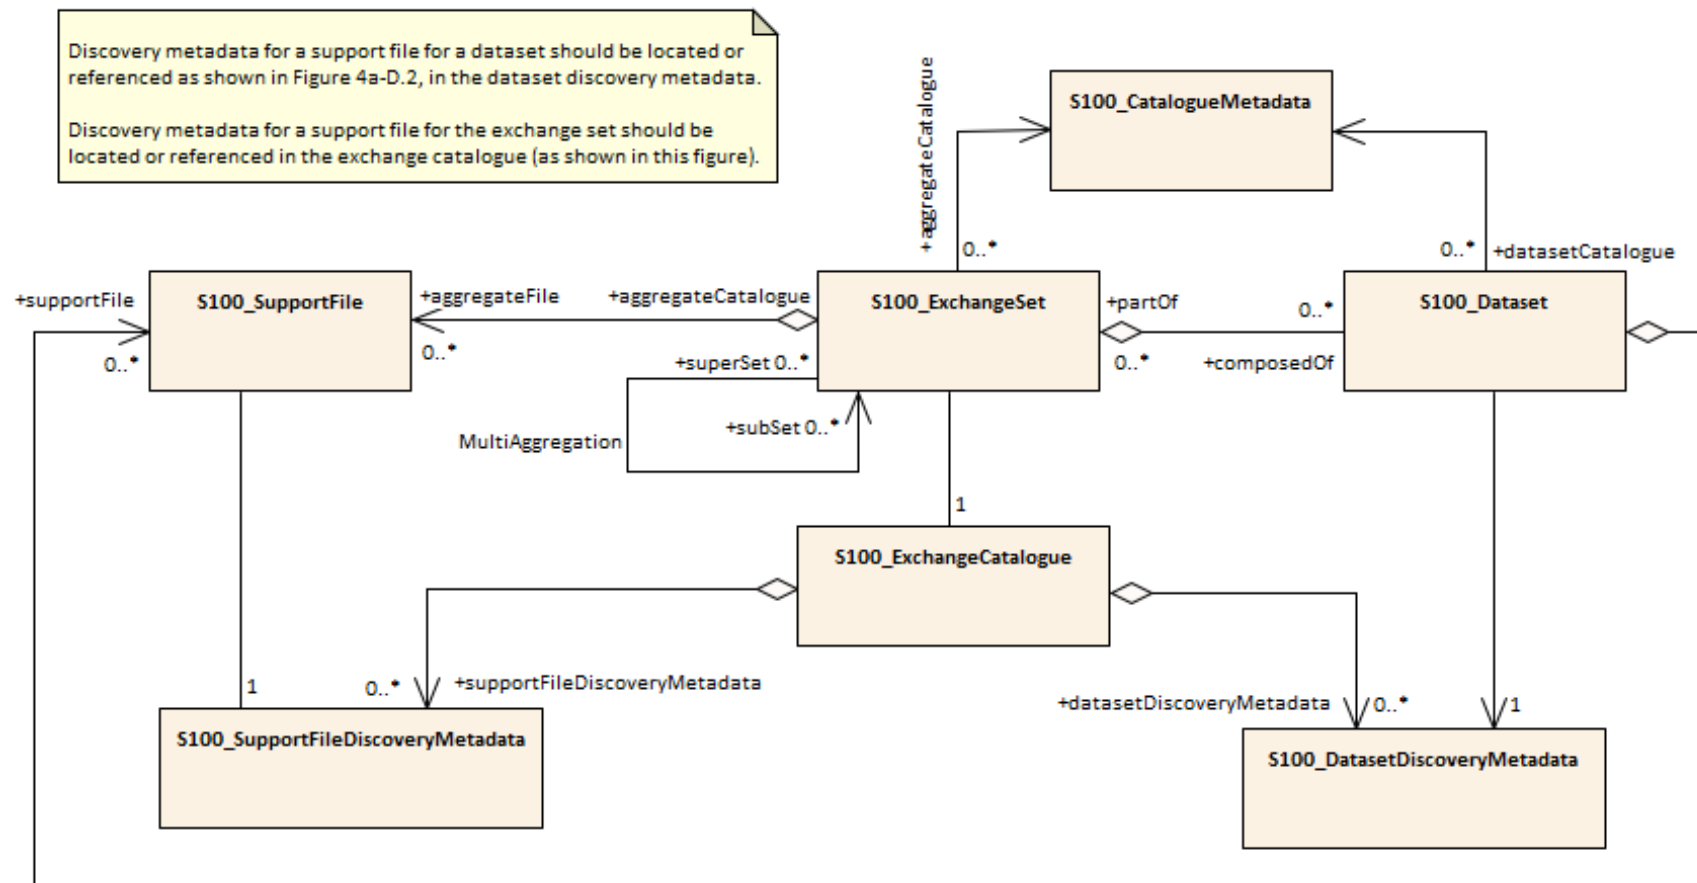 Discovery metadata for a support file for a dataset should be located or
referenced as shown in Figure 4a-D.2, in the dataset discovery metadata.
Discovery metadata for a support file for the exchange set should be
located or referenced in the exchange catalogue (as shown in this figure).
+aggregateCatalogue
S100_CatalogueMetadata
0..*
0..*
+datasetCatalogue
+supportFile
0..*
S100_SupportFile
+aggregateFile
0..*
+aggregateCatalogue
S100_ExchangeSet
+partOf
0..*
0..*
+composedOf
S100_Dataset
+superSet 0..*
+subSet 0..*
MultiAggregation
1
S100_ExchangeCatalogue
1
0..*
+supportFileDiscoveryMetadata
+datasetDiscoveryMetadata
0..*
1
S100_SupportFileDiscoveryMetadata
S100_DatasetDiscoveryMetadata